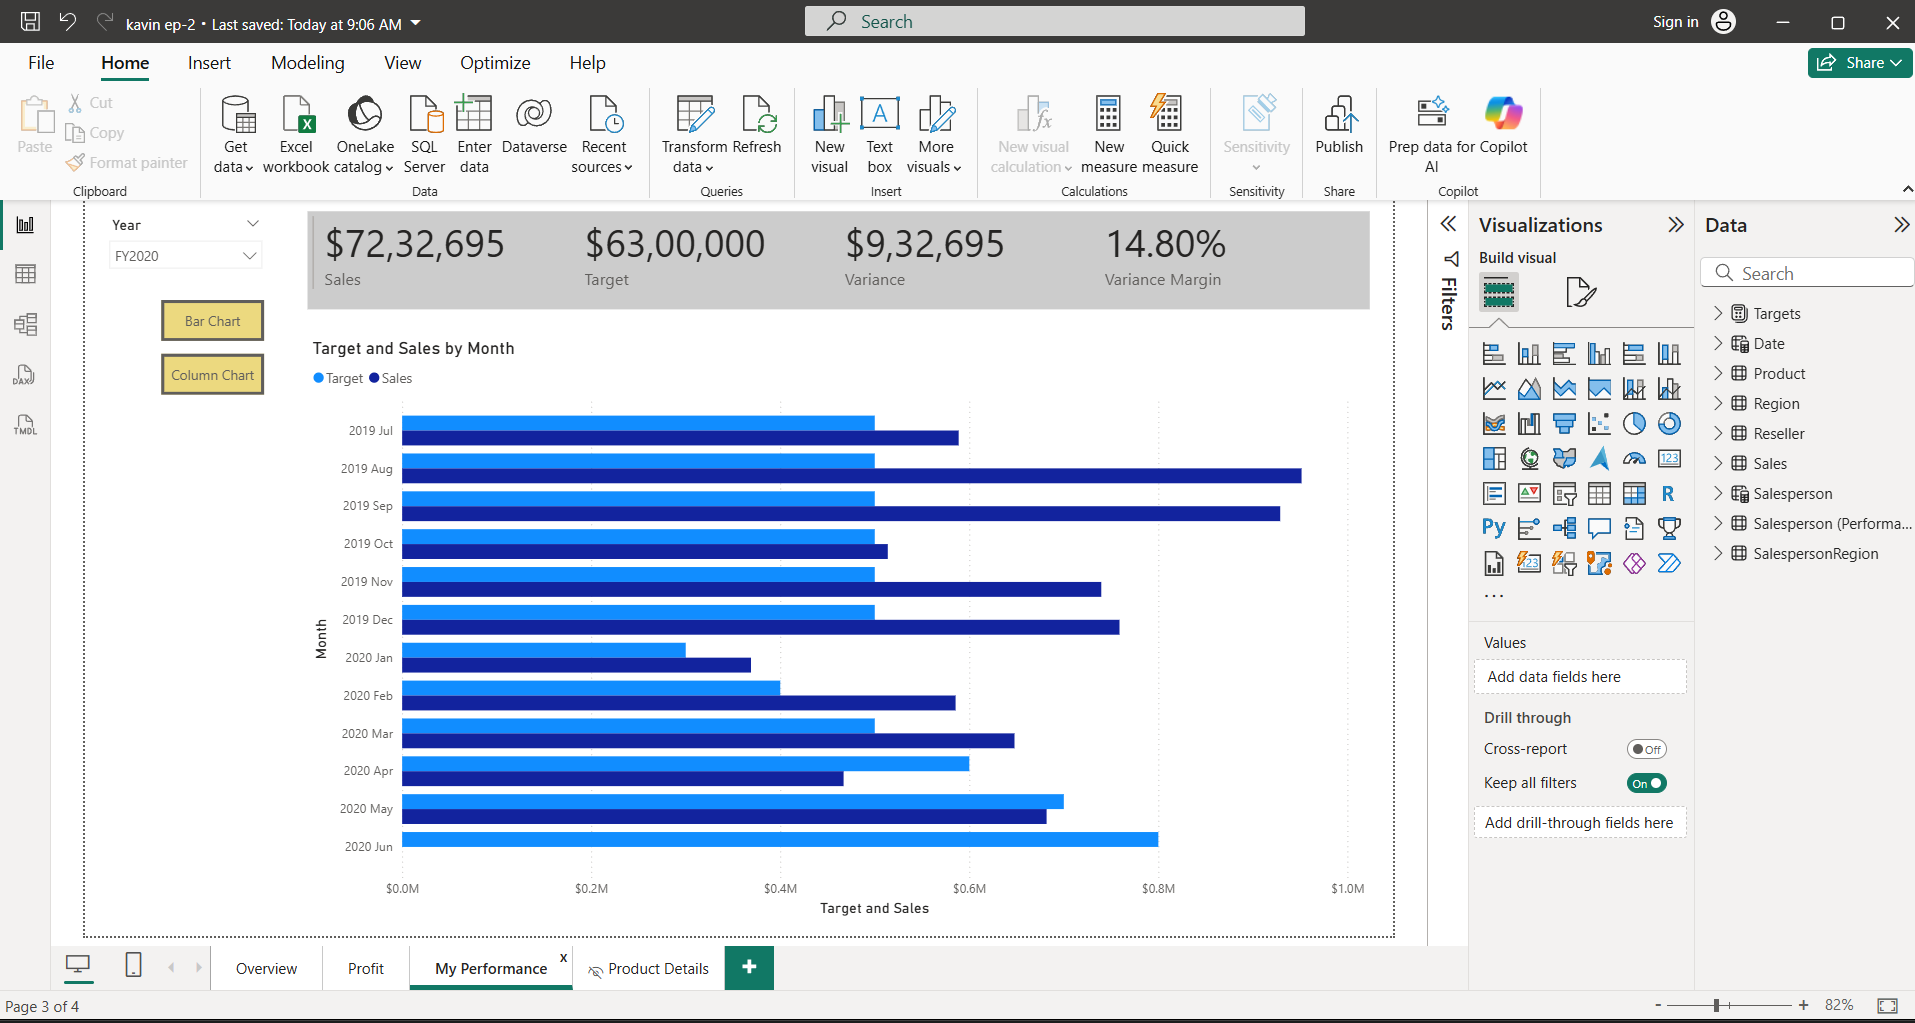 kavin ep-2 • Last saved: Today at 9:06 AM
Search
Sign in
File Home Insert Modeling View Optimize Help
Share
Paste
Cut
Copy
Format painter
Clipboard
Get data
Excel workbook
OneLake catalog
SQL Server
Enter data
Dataverse
Recent sources
Data
Transform data
Refresh
Queries
New visual
Text box
More visuals
Insert
New visual calculation
New measure
Quick measure
Calculations
Sensitivity
Sensitivity
Publish
Share
Prep data for AI
Copilot
Copilot
DAX
TMDL
Year
FY2020
Bar Chart
Column Chart
$72,32,695
Sales
$63,00,000
Target
$9,32,695
Variance
14.80%
Variance Margin
Target and Sales by Month
Target Sales
Month
2019 Jul
2019 Aug
2019 Sep
2019 Oct
2019 Nov
2019 Dec
2020 Jan
2020 Feb
2020 Mar
2020 Apr
2020 May
2020 Jun
$0.0M $0.2M $0.4M $0.6M $0.8M $1.0M
Target and Sales
Filters
Visualizations
Build visual
123
R
Py
123
...
Values
Add data fields here
Drill through
Cross-report
Off
Keep all filters
On
Add drill-through fields here
Data
Search
Targets
Date
Product
Region
Reseller
Sales
Salesperson
Salesperson (Performa...
SalespersonRegion
Overview
Profit
My Performance
x
Product Details
+
Page 3 of 4
- + 82%